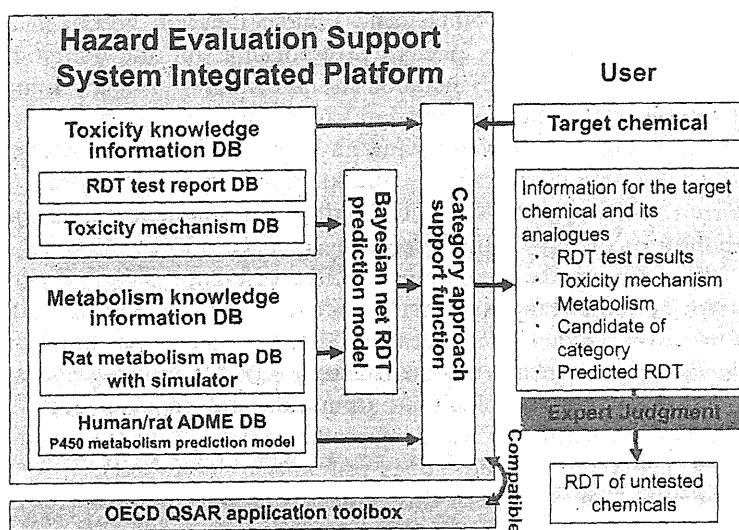 Hazard Evaluation Support
System Integrated Platform
User
Toxicity knowledge
information DB
RDT test report DB
Toxicity mechanism DB
Metabolism knowledge
information DB
Rat metabolism map DB
with simulator
Human/rat ADME DB
P450 metabolism prediction model
Bayesian net RDT
prediction model
Category approach
support function
Target chemical
Information for the target
chemical and its
analogues
· RDT test results
· Toxicity mechanism
· Metabolism
· Candidate of
category
Predicted RDT
Expert Judgment
RDT of untested
chemicals
Compatible
OECD QSAR application toolbox